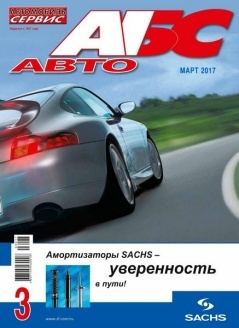 АВТОМОБИЛЬ
СЕРВИС
АБС
АВТО
МАРТ 2017
Амортизаторы SACHS –
уверенность
в пути!
3
SACHS